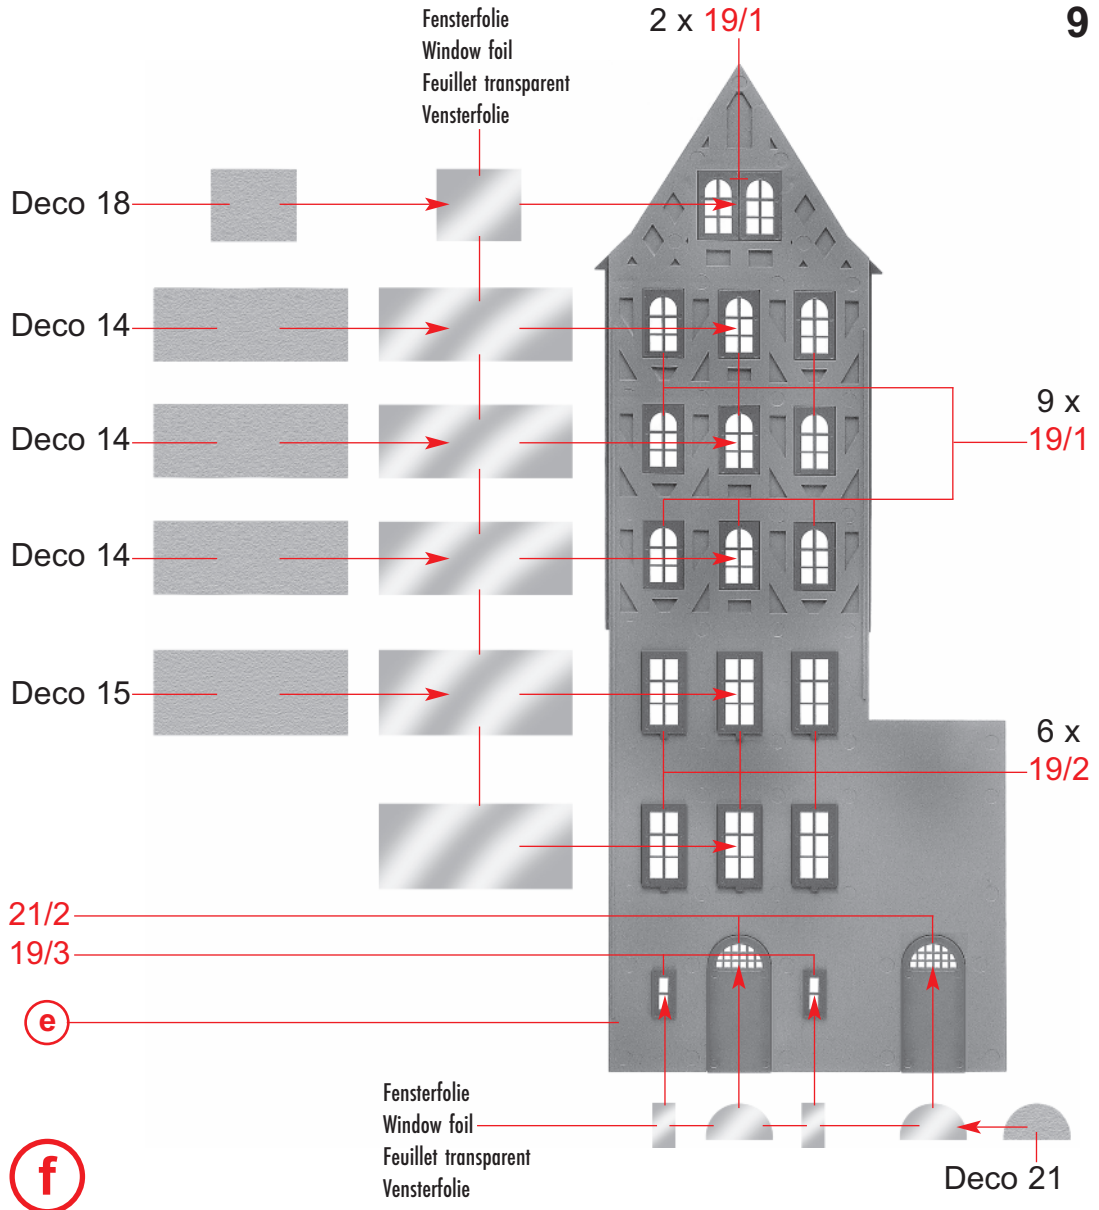 Fensterfolie
Window foil
Feuillet transparent
Vensterfolie
2 x 19/1
9
Deco 18
Deco 14
Deco 14
Deco 14
Deco 15
9 x
19/1
6 x
19/2
21/2
19/3
e
Fensterfolie
Window foil
Feuillet transparent
Vensterfolie
Deco 21
f